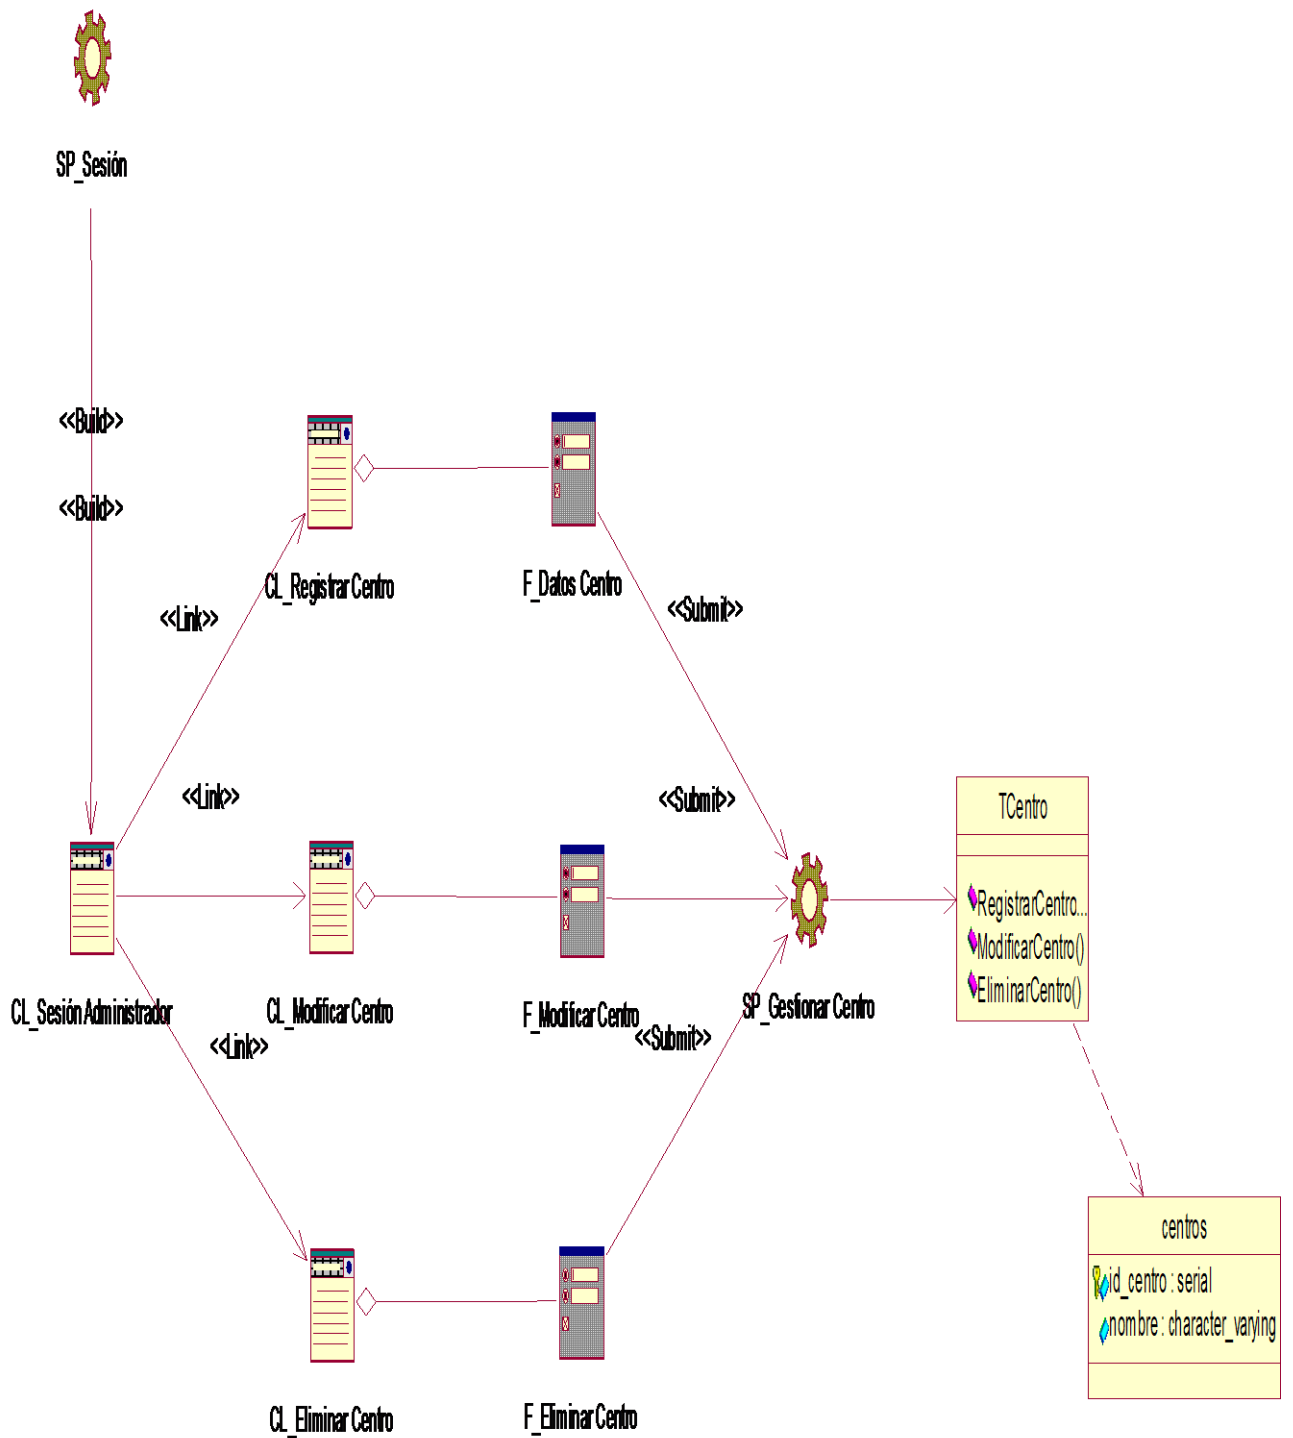 SP_Sesión
<<Build>>
<<Build>>
CL_Registrar Centro
F_Datos Centro
<<Link>>
<<Submit>>
<<Link>>
<<Submit>>
TCentro
RegistrarCentro...
ModificarCentro()
EliminarCentro()
CL_Sesión Administrador
CL_Modificar Centro
F_Modificar Centro
SP_Gestionar Centro
<<Link>>
<<Submit>>
centros
id_centro : serial
nombre : character_varying
CL_Eliminar Centro
F_Eliminar Centro